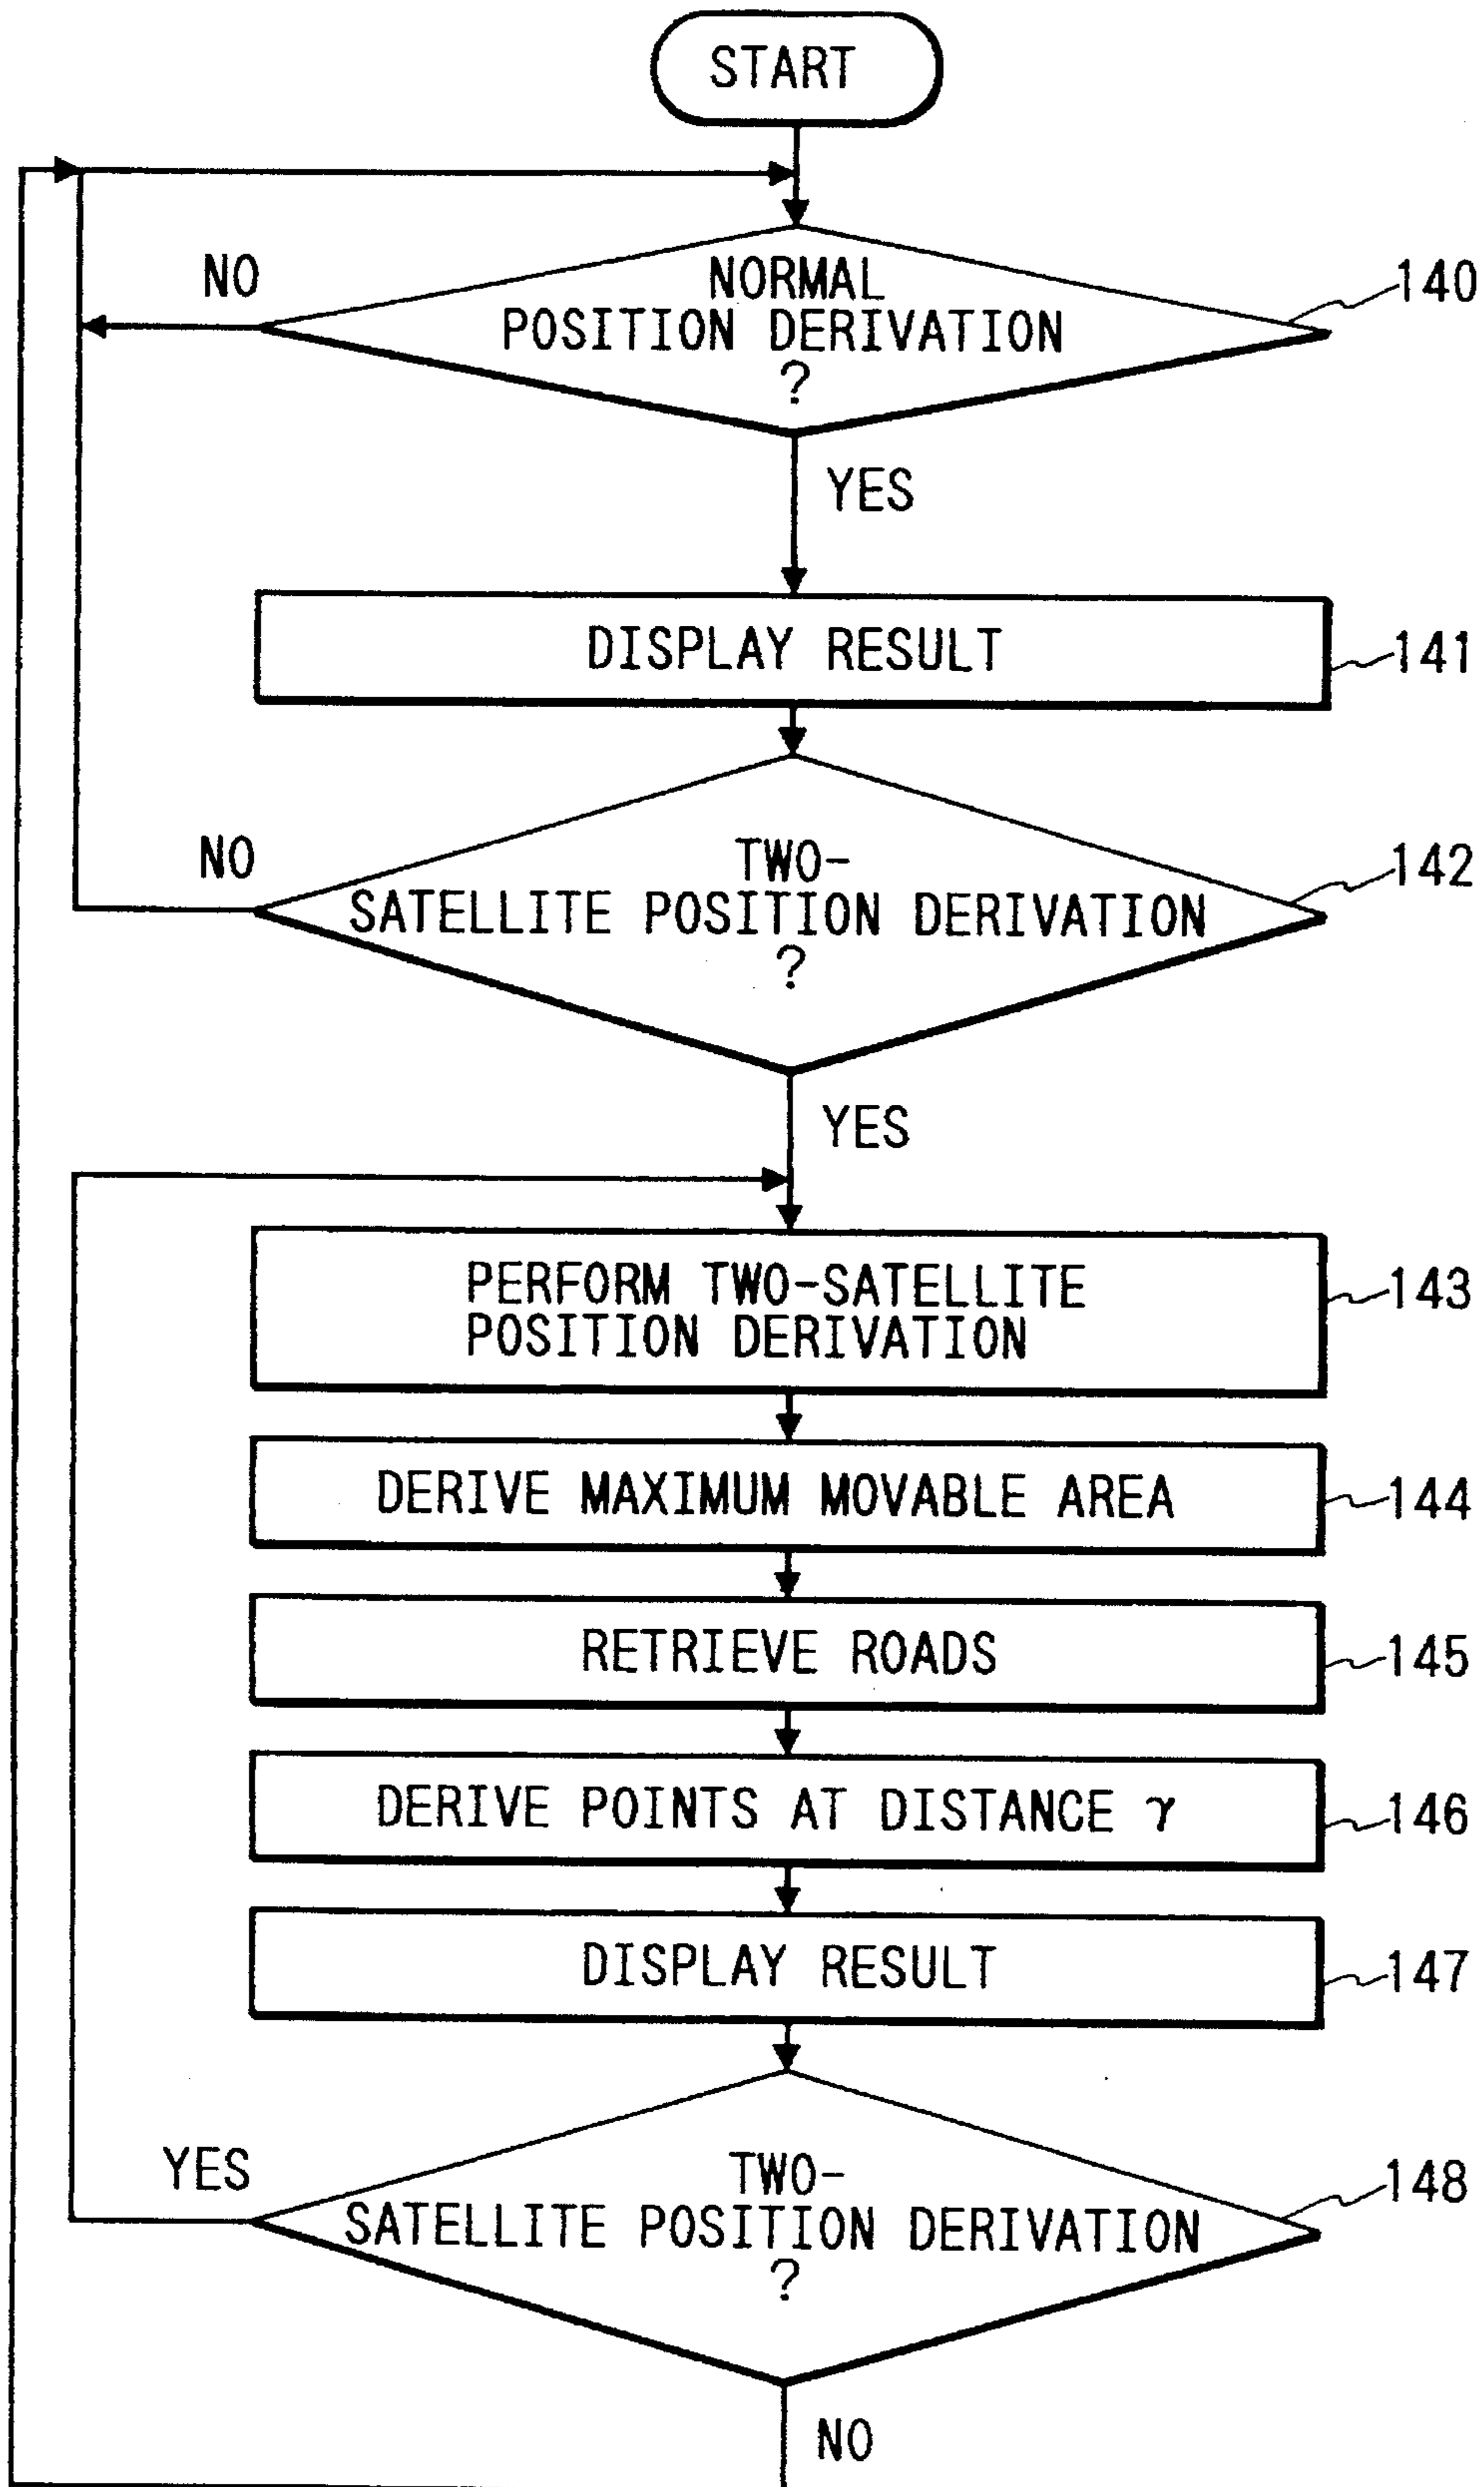 START
NO
NORMAL
POSITION DERIVATION
?
140
YES
DISPLAY RESULT
141
NO
TWO-
SATELLITE POSITION DERIVATION
?
142
YES
PERFORM TWO-SATELLITE
POSITION DERIVATION
143
DERIVE MAXIMUM MOVABLE AREA
144
RETRIEVE ROADS
145
DERIVE POINTS AT DISTANCE γ
146
DISPLAY RESULT
147
YES
TWO-
SATELLITE POSITION DERIVATION
?
148
NO